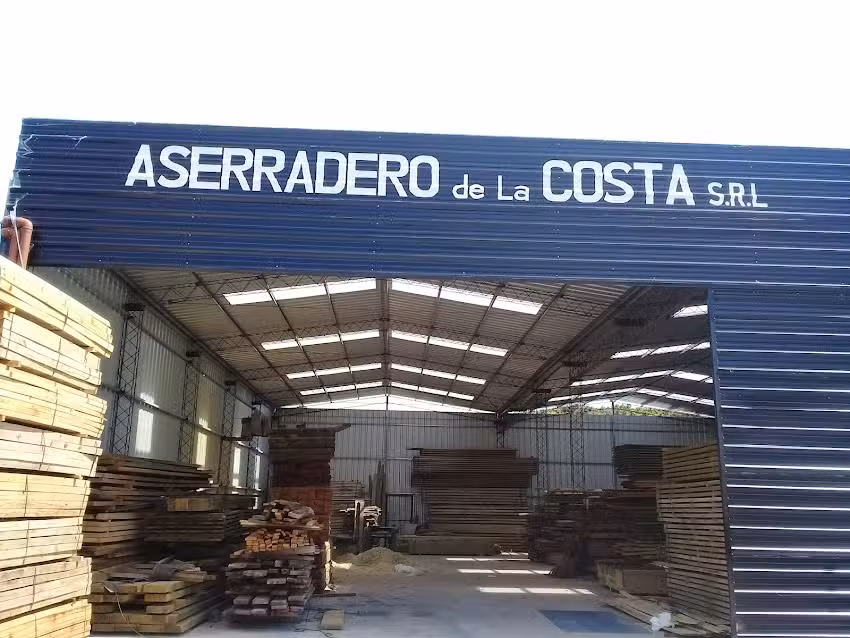 ASERRADERO de La COSTA S.R.L